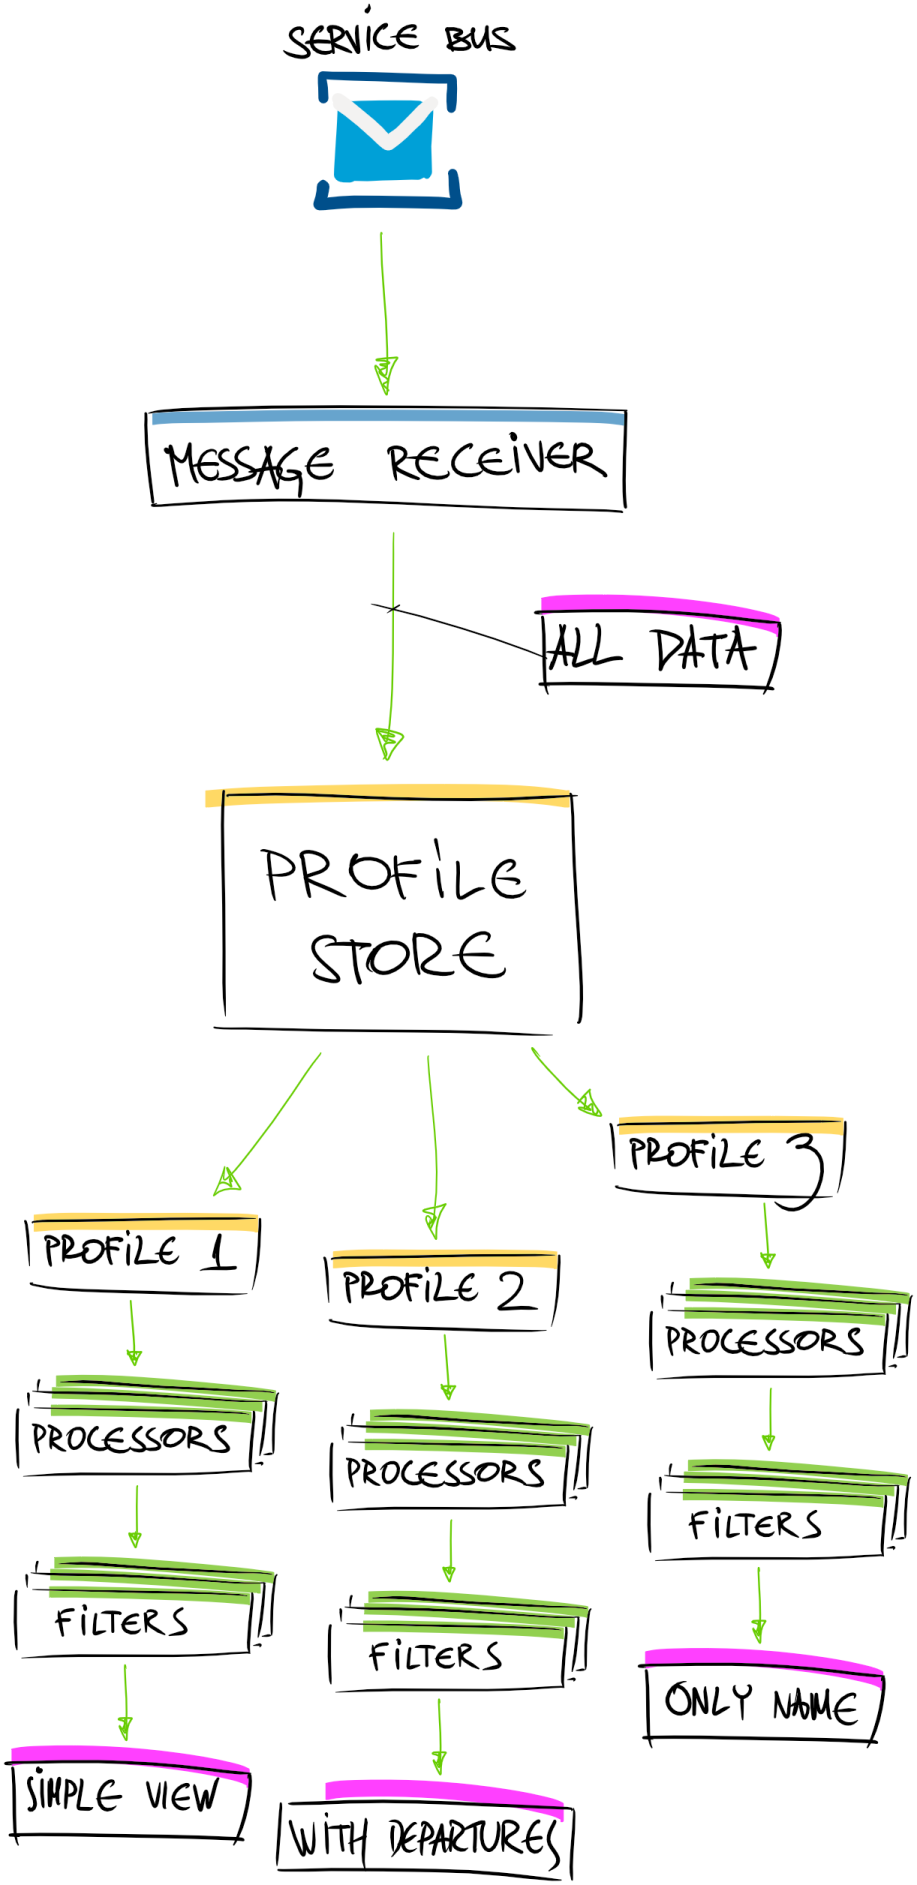 SERVICE BUS
MESSAGE RECEIVER
ALL DATA
PROFILE
STORE
PROFILE 1
PROCESSORS
FILTERS
SIMPLE VIEW
PROFILE 2
PROCESSORS
FILTERS
WITH DEPARTURES
PROFILE 3
PROCESSORS
FILTERS
ONLY NAME